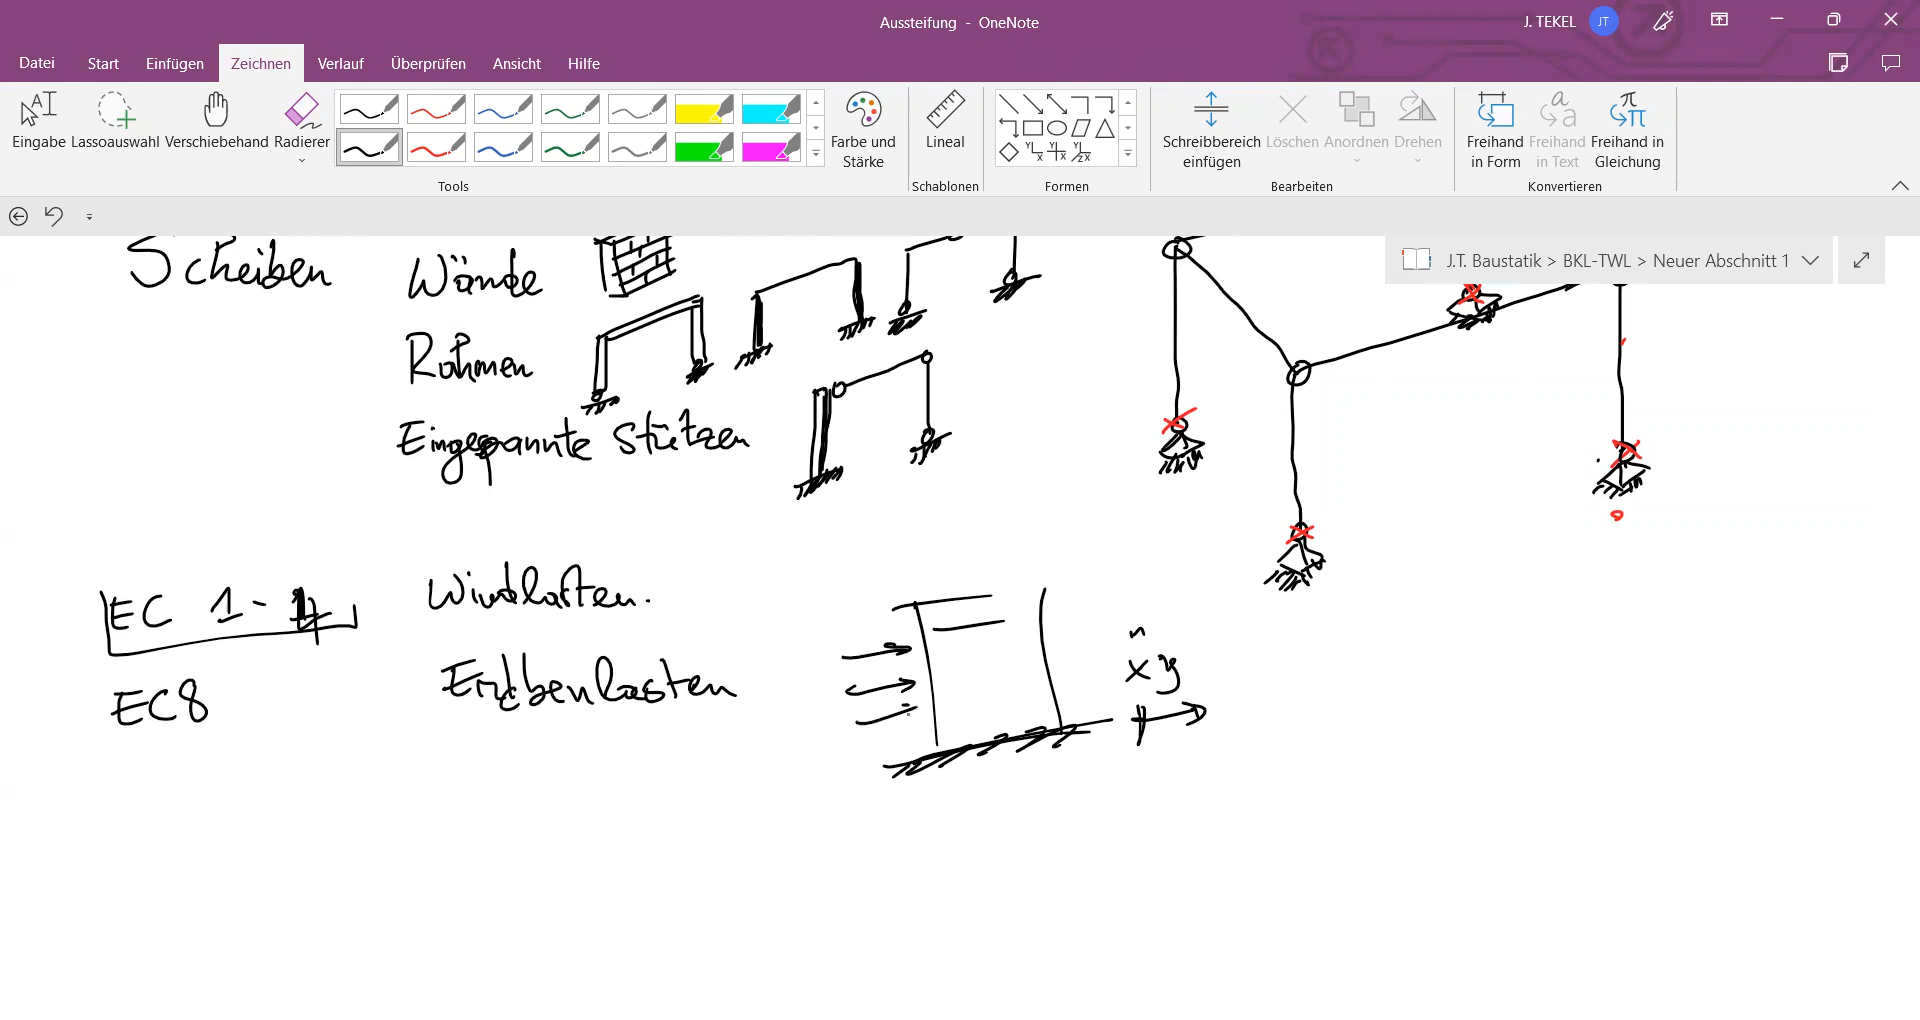 Aussteifung - OneNote
J. TEKEL JT
Datei Start Einfügen Zeichnen Verlauf Überprüfen Ansicht Hilfe
Eingabe Lassoauswahl Verschiebehand Radierer
Farbe und Stärke
Lineal
Schreibbereich einfügen
Löschen Anordnen Drehen
Freihand in Form
Freihand in Text
Freihand in Gleichung
Tools Schablonen Formen Bearbeiten Konvertieren
J.T. Baustatik > BKL-TWL > Neuer Abschnitt 1
Scheiben Wände
Rahmen
Eingespannte Stützen
EC 1-4 Windlasten.
EC8 Erdbenlasten
x y